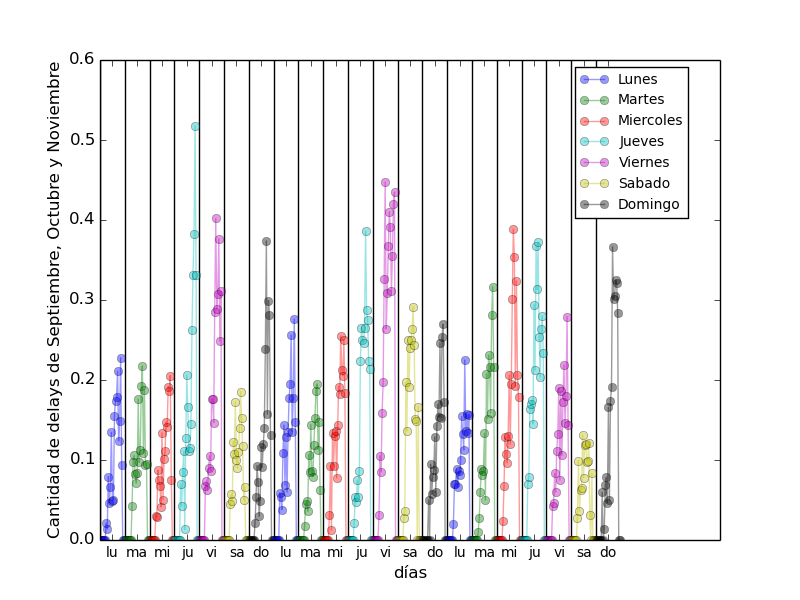 Cantidad de delays de Septiembre, Octubre y Noviembre
0.6
0.5
0.4
0.3
0.2
0.1
0.0
Lunes
Martes
Miercoles
Jueves
Viernes
Sabado
Domingo
lu ma mi ju vi sa do lu ma mi ju vi sa do lu ma mi ju vi sa do
días